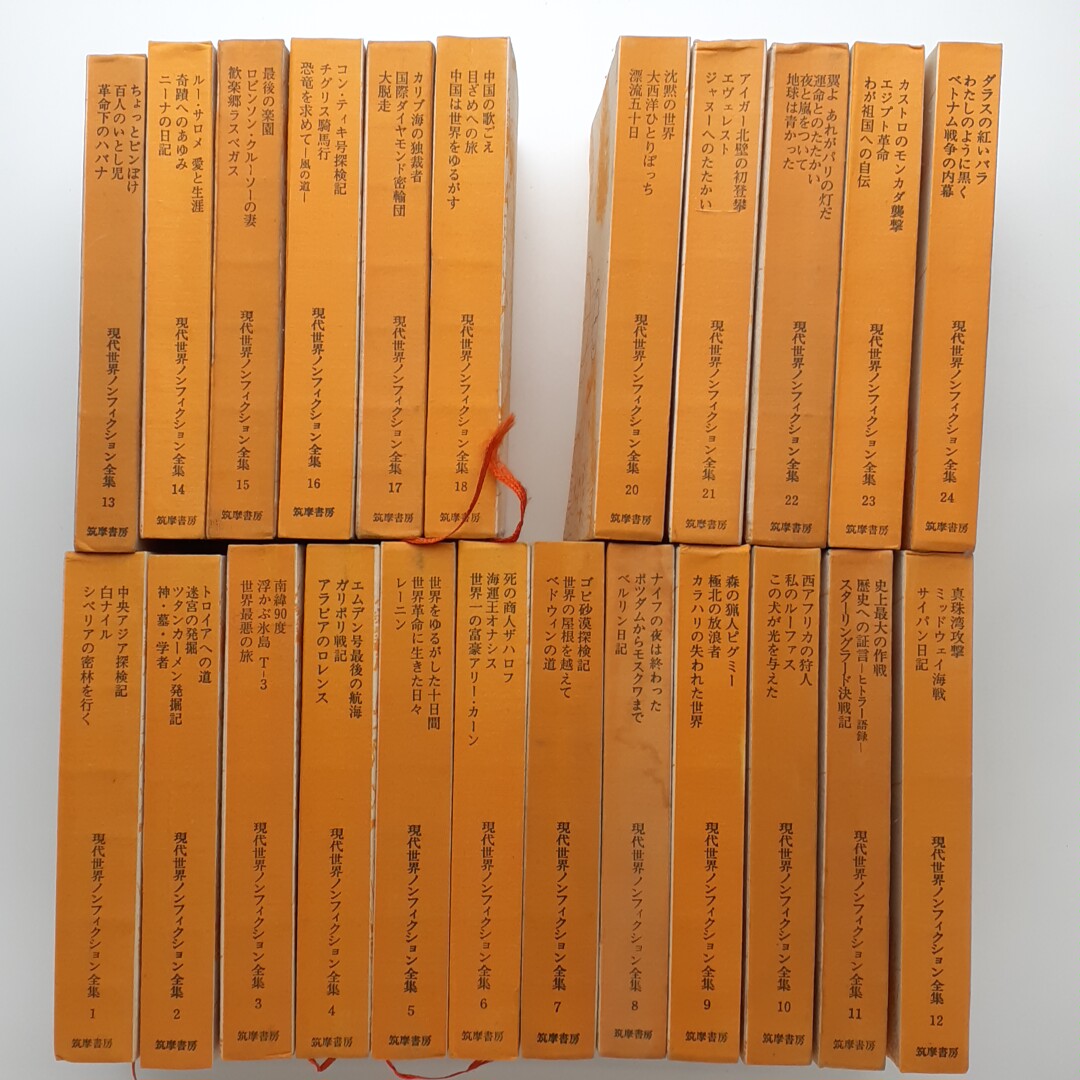 ちょっとピンぼけ
百人のいとし児
革命下のハバナ
現代世界ノンフィクション全集
13
筑摩書房
ルー・サロメ 愛と生涯
奇蹟へのあゆみ
ニーナの日記
現代世界ノンフィクション全集
14
筑摩書房
最後の楽園
ロビンソン・クルーソーの妻
歓楽郷ラスベガス
現代世界ノンフィクション全集
15
筑摩書房
コン・ティキ号探検記
チグリス騎馬行
恐竜を求めて―風の道―
現代世界ノンフィクション全集
16
筑摩書房
カリブ海の独裁者
国際ダイヤモンド密輸団
大脱走
現代世界ノンフィクション全集
17
筑摩書房
中国の歌ごえ
目ざめへの旅
中国は世界をゆるがす
現代世界ノンフィクション全集
18
筑摩書房
沈黙の世界
大西洋ひとりぼっち
漂流五十日
現代世界ノンフィクション全集
20
筑摩書房
アイガー北壁の初登攀
エヴェレスト
ジャヌーへのたたかい
現代世界ノンフィクション全集
21
筑摩書房
翼よ あれがパリの灯だ
運命とのたたかい
夜と嵐をついて
地球は青かった
現代世界ノンフィクション全集
22
筑摩書房
カストロのモンカダ襲撃
エジプト革命
わが祖国への自伝
現代世界ノンフィクション全集
23
筑摩書房
ダラスの紅いバラ
わたしのように黒く
ベトナム戦争の内幕
現代世界ノンフィクション全集
24
筑摩書房
中央アジア探検記
白ナイル
シベリアの密林を行く
現代世界ノンフィクション全集
1
筑摩書房
トロイアへの道
迷宮の発掘
ツタンカーメン発掘記
神・墓・学者
現代世界ノンフィクション全集
2
筑摩書房
南緯90度
浮かぶ氷島 T-3
世界最悪の旅
現代世界ノンフィクション全集
3
筑摩書房
エムデン号最後の航海
ガリポリ戦記
アラビアのロレンス
現代世界ノンフィクション全集
4
筑摩書房
世界をゆるがした十日間
世界革命に生きた日々
レーニン
現代世界ノンフィクション全集
5
筑摩書房
死の商人ザハロフ
海運王オナシス
世界一の富豪アリー・カーン
現代世界ノンフィクション全集
6
筑摩書房
ゴビ砂漠探検記
世界の屋根を越えて
ベドウィンの道
現代世界ノンフィクション全集
7
筑摩書房
ナイフの夜は終わった
ポツダムからモスクワまで
ベルリン日記
現代世界ノンフィクション全集
8
筑摩書房
森の猟人ピグミー
極北の放浪者
カラハリの失われた世界
現代世界ノンフィクション全集
9
筑摩書房
西アフリカの狩人
私のルーファス
この犬が光を与えた
現代世界ノンフィクション全集
10
筑摩書房
史上最大の作戦
歴史への証言―ヒトラー語録―
スターリングラード決戦記
現代世界ノンフィクション全集
11
筑摩書房
真珠湾攻撃
ミッドウェイ海戦
サイパン日記
現代世界ノンフィクション全集
12
筑摩書房